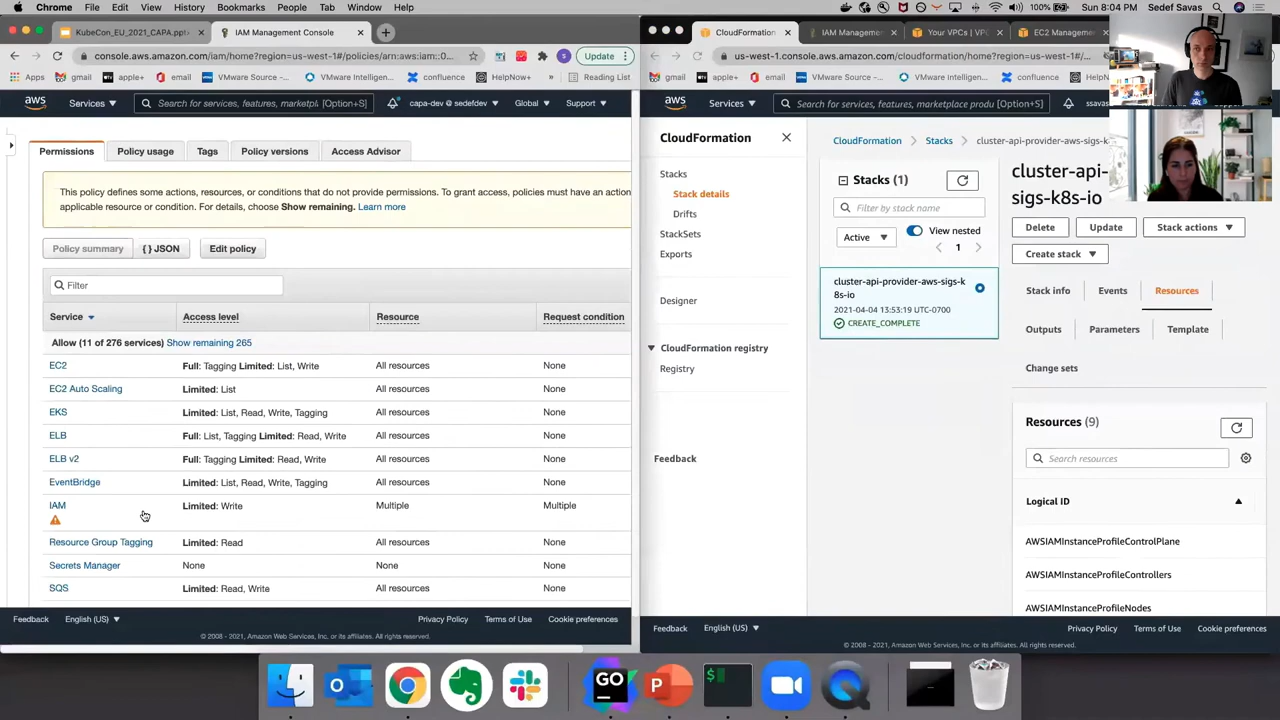 Chrome File Edit View History Bookmarks People Tab Window Help
100% Sedef Savas Sun 8:04 PM
KubeCon_EU_2021_CAPA.ppt
IAM Management Console
console.aws.amazon.com/iam/home?region=us-west-1#/policies/arn:aws:iam::0...
Update
Apps gmail apple+ email VMware Source -... VMware Intelligen... confluence HelpNow+ Reading List
aws Services Search for services, features, marketpla [Option+S] capa-dev @ sedefdev Global Support
Permissions Policy usage Tags Policy versions Access Advisor
This policy defines some actions, resources, or conditions that do not provide permissions. To grant access, policies must have an action
applicable resource or condition. For details, choose Show remaining. Learn more
Policy summary { } JSON Edit policy
Filter
Service Access level Resource Request condition
Allow (11 of 276 services) Show remaining 265
EC2 Full: Tagging Limited: List, Write All resources None
EC2 Auto Scaling Limited: List All resources None
EKS Limited: List, Read, Write, Tagging All resources None
ELB Full: List, Tagging Limited: Read, Write All resources None
ELB v2 Full: Tagging Limited: Read, Write All resources None
EventBridge Limited: List, Read, Write, Tagging All resources None
IAM Limited: Write Multiple Multiple
Resource Group Tagging Limited: Read All resources None
Secrets Manager None None None
SQS Limited: Read, Write All resources None
Feedback English (US) Privacy Policy Terms of Use Cookie preferences
© 2008 - 2021, Amazon Web Services, Inc. or its affiliates. All rights reserved.
CloudFormation
IAM Management
Your VPCs | VPC
EC2 Manageme
us-west-1.console.aws.amazon.com/cloudformation/home?region=us-west-1#/...
gmail apple+ email VMware Source -... VMware Intelligen... confluence
aws Services Search for services, features, marketplace produ [Option+S] ssavas
CloudFormation
Stacks
Stack details
Drifts
StackSets
Exports
Designer
CloudFormation registry
Registry
Feedback
CloudFormation Stacks cluster-api-provider-aws-sigs-k
Stacks (1)
Filter by stack name
Active View nested
1
cluster-api-provider-aws-sigs-k
8s-io
2021-04-04 13:53:19 UTC-0700
CREATE_COMPLETE
cluster-api-
sigs-k8s-io
Delete Update Stack actions
Create stack
Stack info Events Resources
Outputs Parameters Template
Change sets
Resources (9)
Search resources
Logical ID
AWSIAMInstanceProfileControlPlane
AWSIAMInstanceProfileControllers
AWSIAMInstanceProfileNodes
Feedback English (US) Privacy Policy Terms of Use Cookie preferences
© 2008 - 2021, Amazon Web Services, Inc. or its affiliates. All rights reserved.
GO